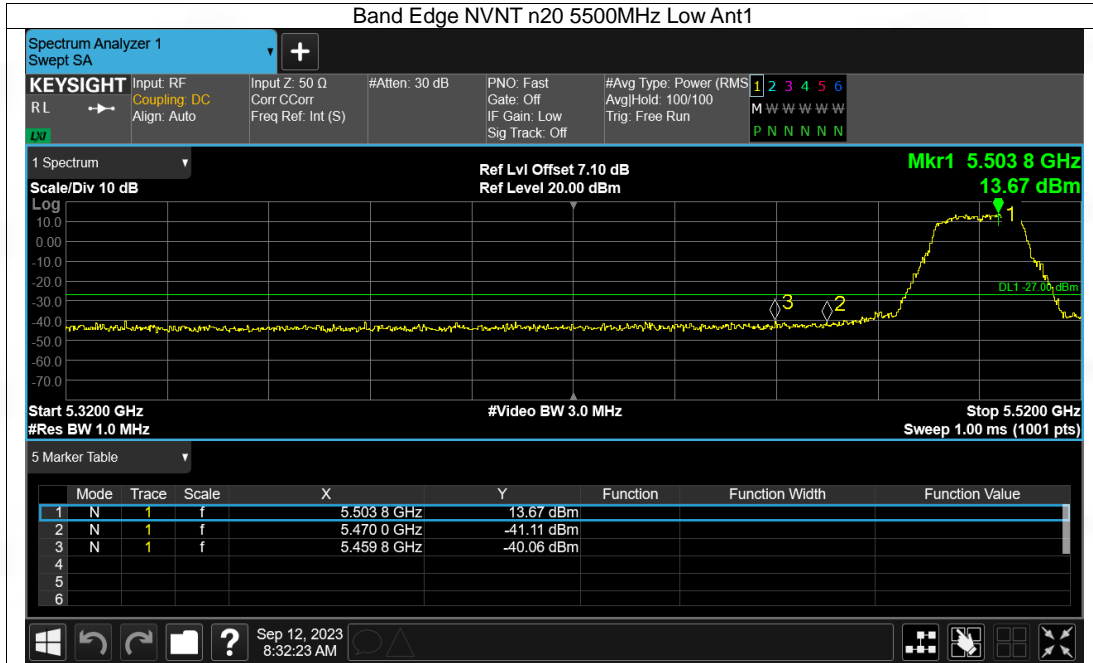 Band Edge NVNT n20 5500MHz Low Ant1
Spectrum Analyzer 1
Swept SA
+
KEYSIGHT Input: RF Input Z: 50 Ω #Atten: 30 dB PNO: Fast #Avg Type: Power (RMS 1 2 3 4 5 6
RL Coupling: DC Corr CCorr Gate: Off Avg|Hold: 100/100 M W W W W W
Align: Auto Freq Ref: Int (S) IF Gain: Low Trig: Free Run
LXI Sig Track: Off P N N N N N
1 Spectrum Ref Lvl Offset 7.10 dB Mkr1 5.503 8 GHz
Scale/Div 10 dB Ref Level 20.00 dBm 13.67 dBm
Log
1
10.0
0.00
-10.0
-20.0
DL1 -27.00 dBm
-30.0
3 2
-40.0
-50.0
-60.0
-70.0
Start 5.3200 GHz #Video BW 3.0 MHz Stop 5.5200 GHz
#Res BW 1.0 MHz Sweep 1.00 ms (1001 pts)
5 Marker Table
Mode Trace Scale X Y Function Function Width Function Value
1 N 1 f 5.503 8 GHz 13.67 dBm
2 N 1 f 5.470 0 GHz -41.11 dBm
3 N 1 f 5.459 8 GHz -40.06 dBm
4
5
6
? Sep 12, 2023
8:32:23 AM